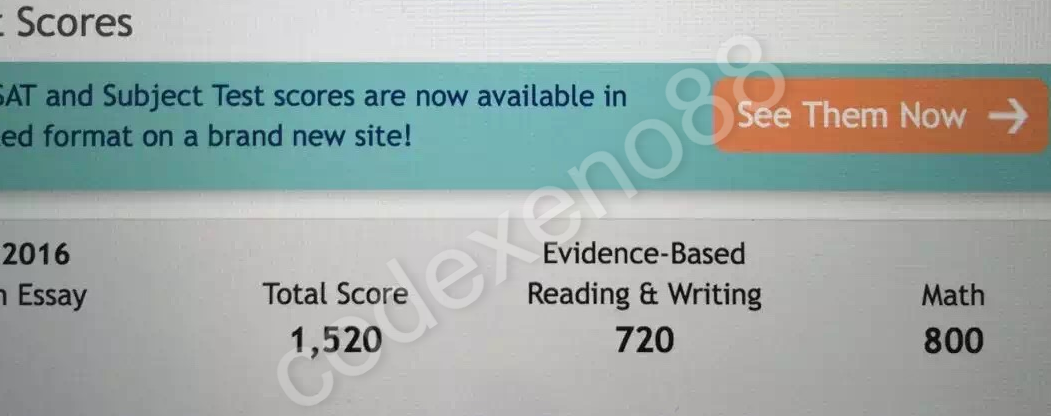 Scores
SAT and Subject Test scores are now available in
ed format on a brand new site!
See Them Now →
2016
Essay
Total Score
1,520
Evidence-Based
Reading & Writing
720
Math
800
codexeno88